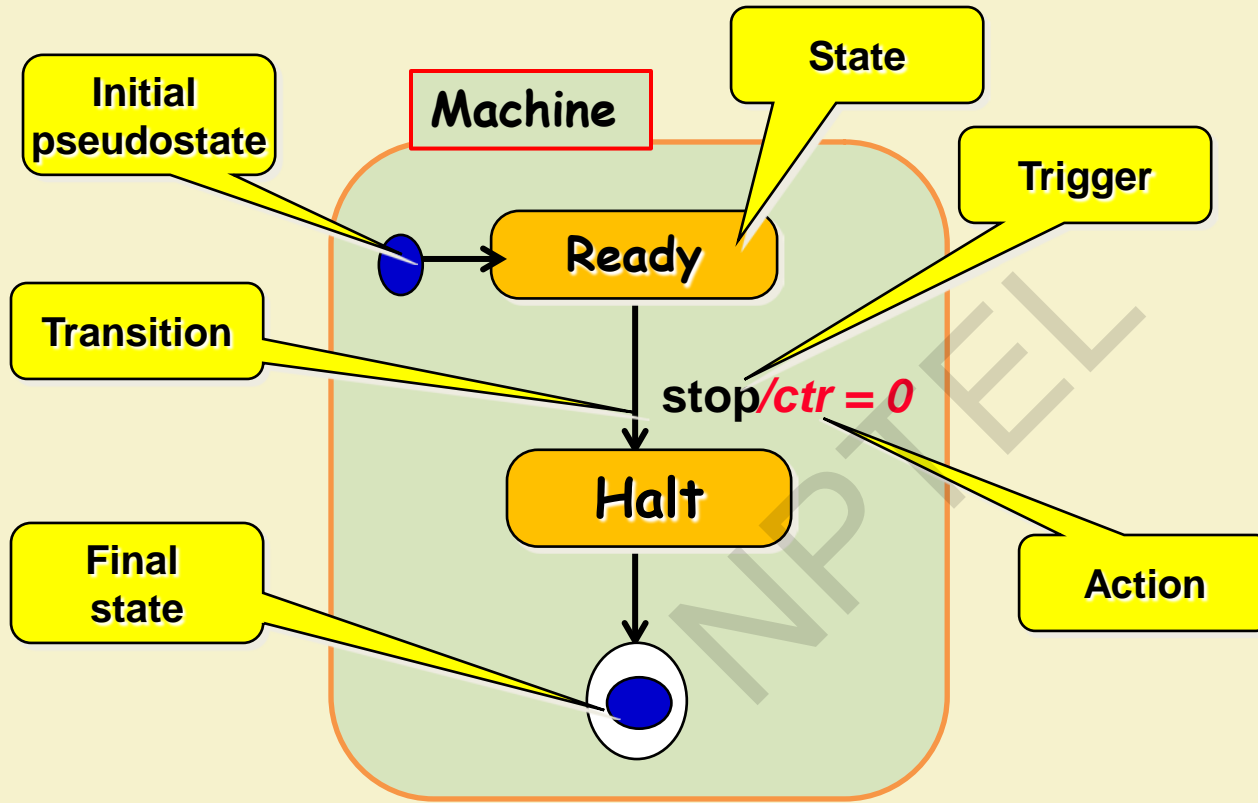 Initial
pseudostate
Machine
State
Trigger
Ready
Transition
stop/ctr = 0
Halt
Final
state
Action
NPTEL